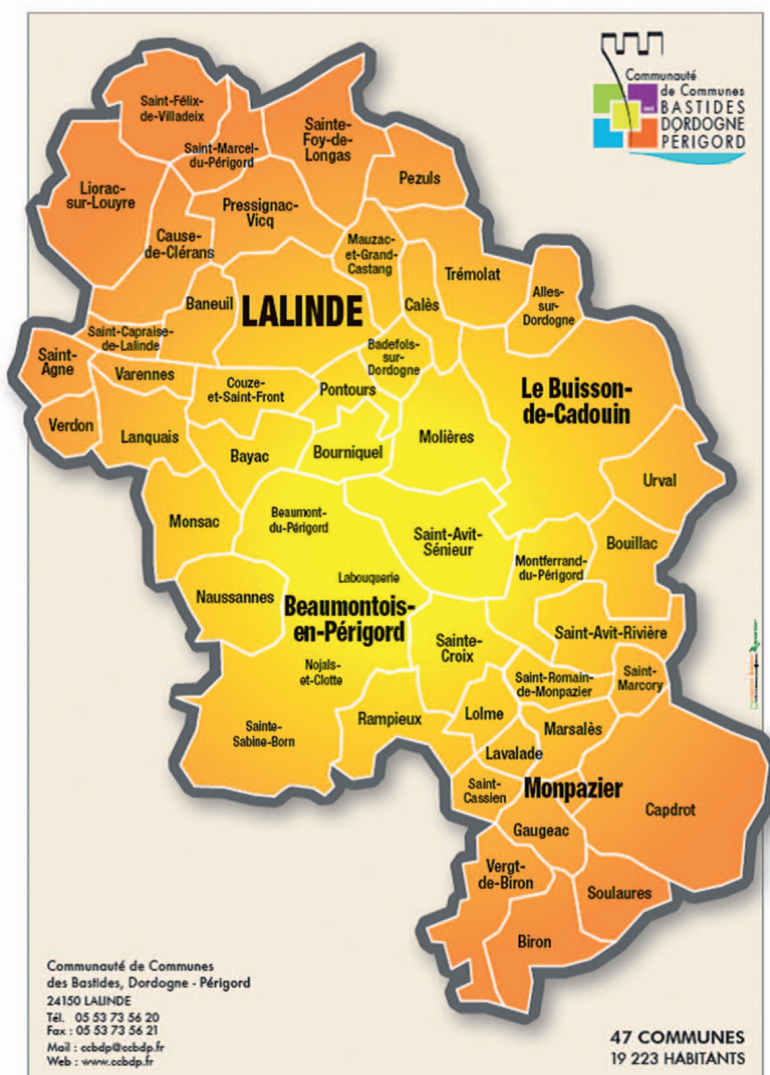 Communauté
de Communes
BASTIDES
DORDOGNE
PÉRIGORD
Saint-Félix-
de-Villadeix
Saint-Marcel-
du-Périgord
Sainte-
Foy-de-
Longas
Pezuls
Liorac-
sur-Louyre
Pressignac-
Vicq
Cause-
de-Clérans
Mauzac-
et-Grand-
Castang
Trémolat
Alles-
sur-
Dordogne
Baneuil
LALINDE
Calès
Saint-Capraise-
de-Lalinde
Badefols-
sur-
Dordogne
Saint-
Agne
Varennes
Couze-
et-Saint-Front
Pontours
Le Buisson-
de-Cadouin
Verdon
Lanquais
Bayac
Bourniquel
Molières
Urval
Monsac
Beaumont-
du-Périgord
Saint-Avit-
Sénieur
Montferrand-
du-Périgord
Bouillac
Labouquerie
Naussannes
Beaumontois-
en-Périgord
Sainte-
Croix
Saint-Avit-Rivière
Nojals-
et-Clotte
Saint-Romain-
de-Monpazier
Saint-
Marcory
Sainte-
Sabine-Born
Rampieux
Lolme
Marsalès
Lavalade
Saint-
Cassien
Monpazier
Capdrot
Gaugeac
Vergt-
de-Biron
Soulaures
Biron
Communauté de Communes
des Bastides, Dordogne - Périgord
24150 LALINDE
Tél. 05 53 73 56 20
Fax : 05 53 73 56 21
Mail : ccbdp@ccbdp.fr
Web : www.ccbdp.fr
47 COMMUNES
19 223 HABITANTS